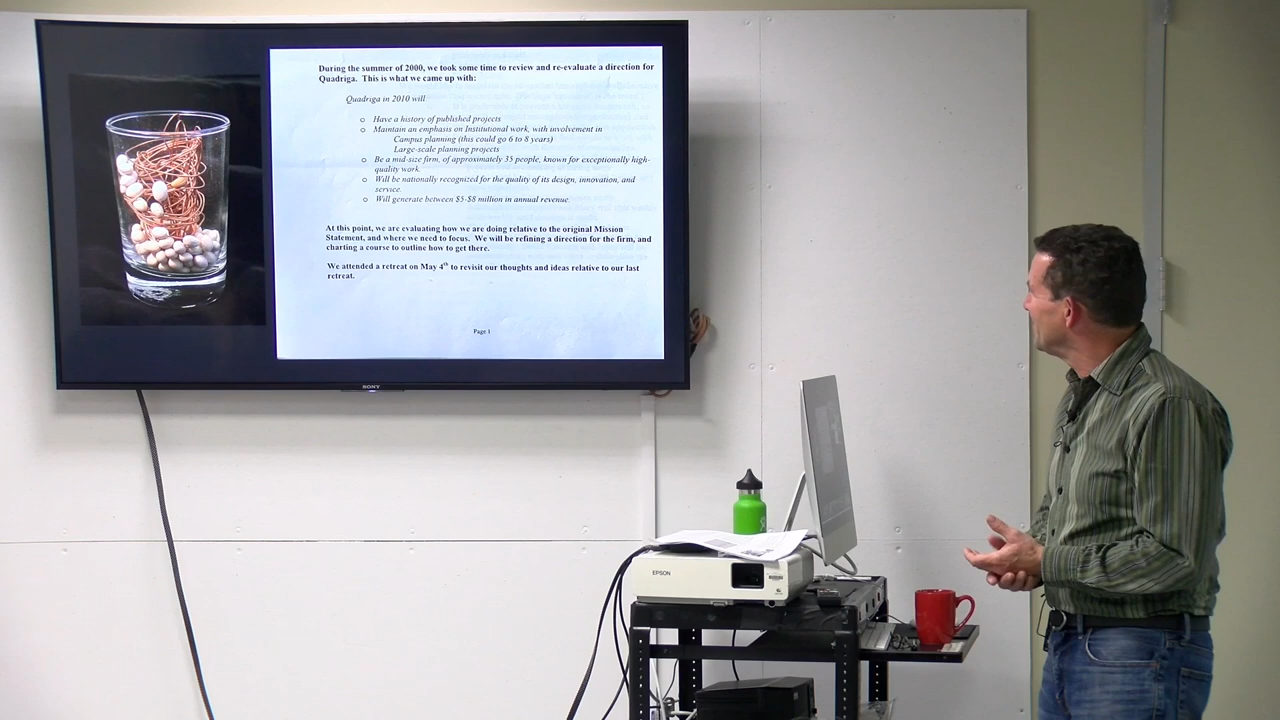 During the summer of 2000, we took some time to review and re-evaluate a direction for
Quadriga. This is what we came up with:
Quadriga in 2010 will
o Have a history of published projects
o Maintain an emphasis on Institutional work, with involvement in
Campus planning (this could go 6 to 8 years)
Large-scale planning projects
o Be a mid-size firm, of approximately 35 people, known for exceptionally high-
quality work.
o Will be nationally recognized for the quality of its design, innovation, and
service.
o Will generate between $5-$8 million in annual revenue.
At this point, we are evaluating how we are doing relative to the original Mission
Statement, and where we need to focus. We will be refining a direction for the firm, and
charting a course to outline how to get there.
We attended a retreat on May 4th to revisit our thoughts and ideas relative to our last
retreat.
Page 1
SONY
EPSON